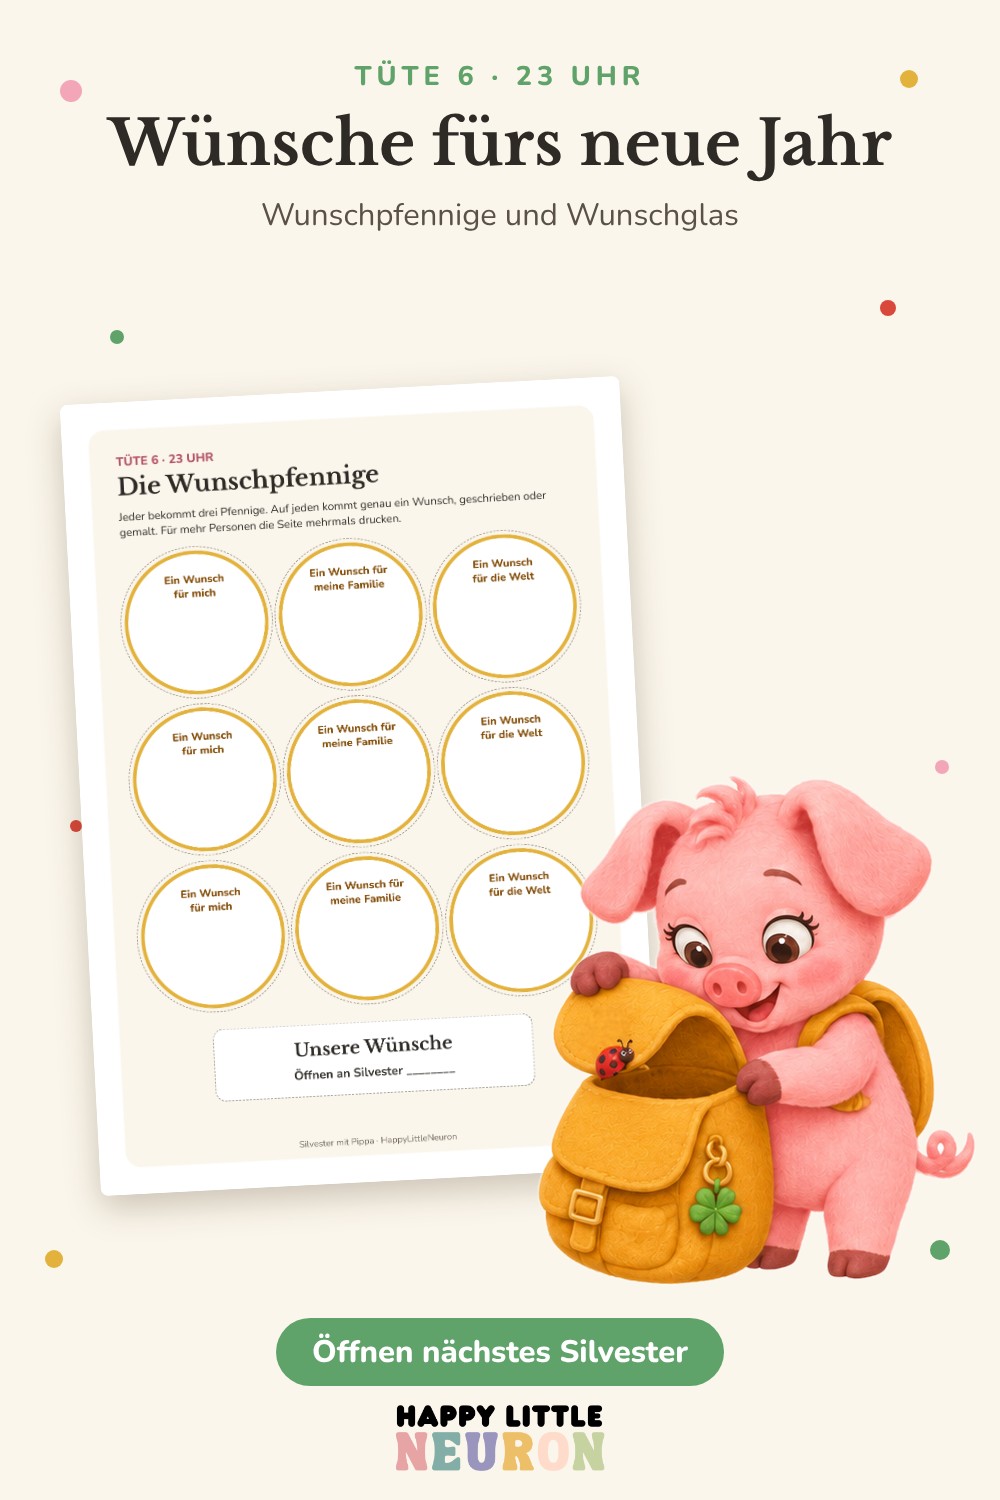 TÜTE 6 · 23 UHR
Wünsche fürs neue Jahr
Wunschpfennige und Wunschglas
TÜTE 6 · 23 UHR
Die Wunschpfennige
Jeder bekommt drei Pfennige. Auf jeden kommt genau ein Wunsch, geschrieben oder
gemalt. Für mehr Personen die Seite mehrmals drucken.
Ein Wunsch
für mich
Ein Wunsch für
meine Familie
Ein Wunsch
für die Welt
Ein Wunsch
für mich
Ein Wunsch für
meine Familie
Ein Wunsch
für die Welt
Ein Wunsch
für mich
Ein Wunsch für
meine Familie
Ein Wunsch
für die Welt
Unsere Wünsche
Öffnen an Silvester ________
Silvester mit Pippa · HappyLittleNeuron
Öffnen nächstes Silvester
HAPPY LITTLE
NEURON